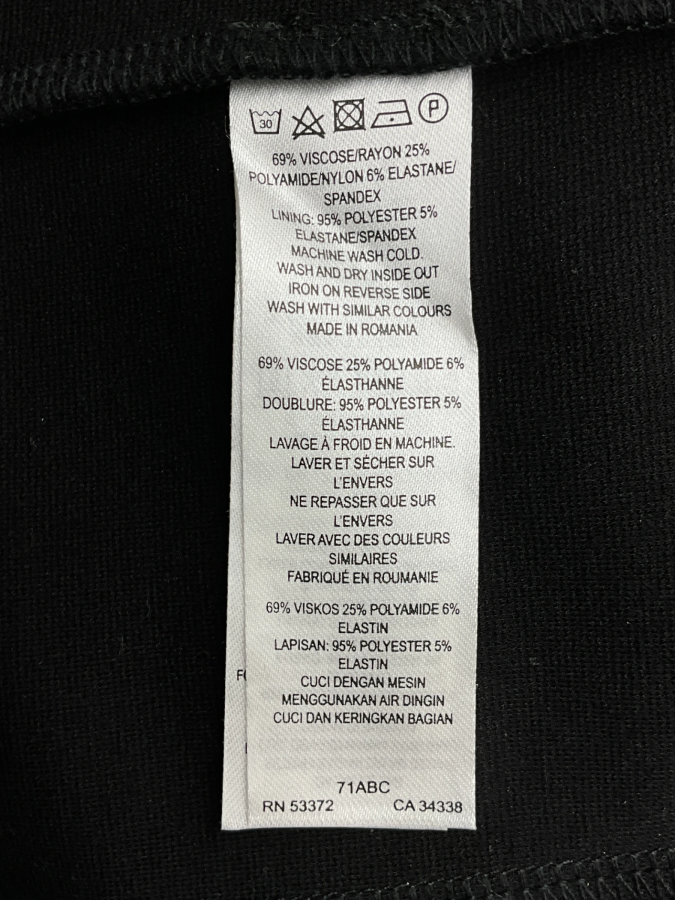 30 P
69% VISCOSE/RAYON 25%
POLYAMIDE/NYLON 6% ELASTANE/
SPANDEX
LINING: 95% POLYESTER 5%
ELASTANE/SPANDEX
MACHINE WASH COLD.
WASH AND DRY INSIDE OUT
IRON ON REVERSE SIDE
WASH WITH SIMILAR COLOURS
MADE IN ROMANIA
69% VISCOSE 25% POLYAMIDE 6%
ÉLASTHANNE
DOUBLURE: 95% POLYESTER 5%
ÉLASTHANNE
LAVAGE À FROID EN MACHINE.
LAVER ET SÉCHER SUR
L'ENVERS
NE REPASSER QUE SUR
L'ENVERS
LAVER AVEC DES COULEURS
SIMILAIRES
FABRIQUÉ EN ROUMANIE
69% VISKOS 25% POLYAMIDE 6%
ELASTIN
LAPISAN: 95% POLYESTER 5%
ELASTIN
CUCI DENGAN MESIN
MENGGUNAKAN AIR DINGIN
CUCI DAN KERINGKAN BAGIAN
71ABC
RN 53372 CA 34338